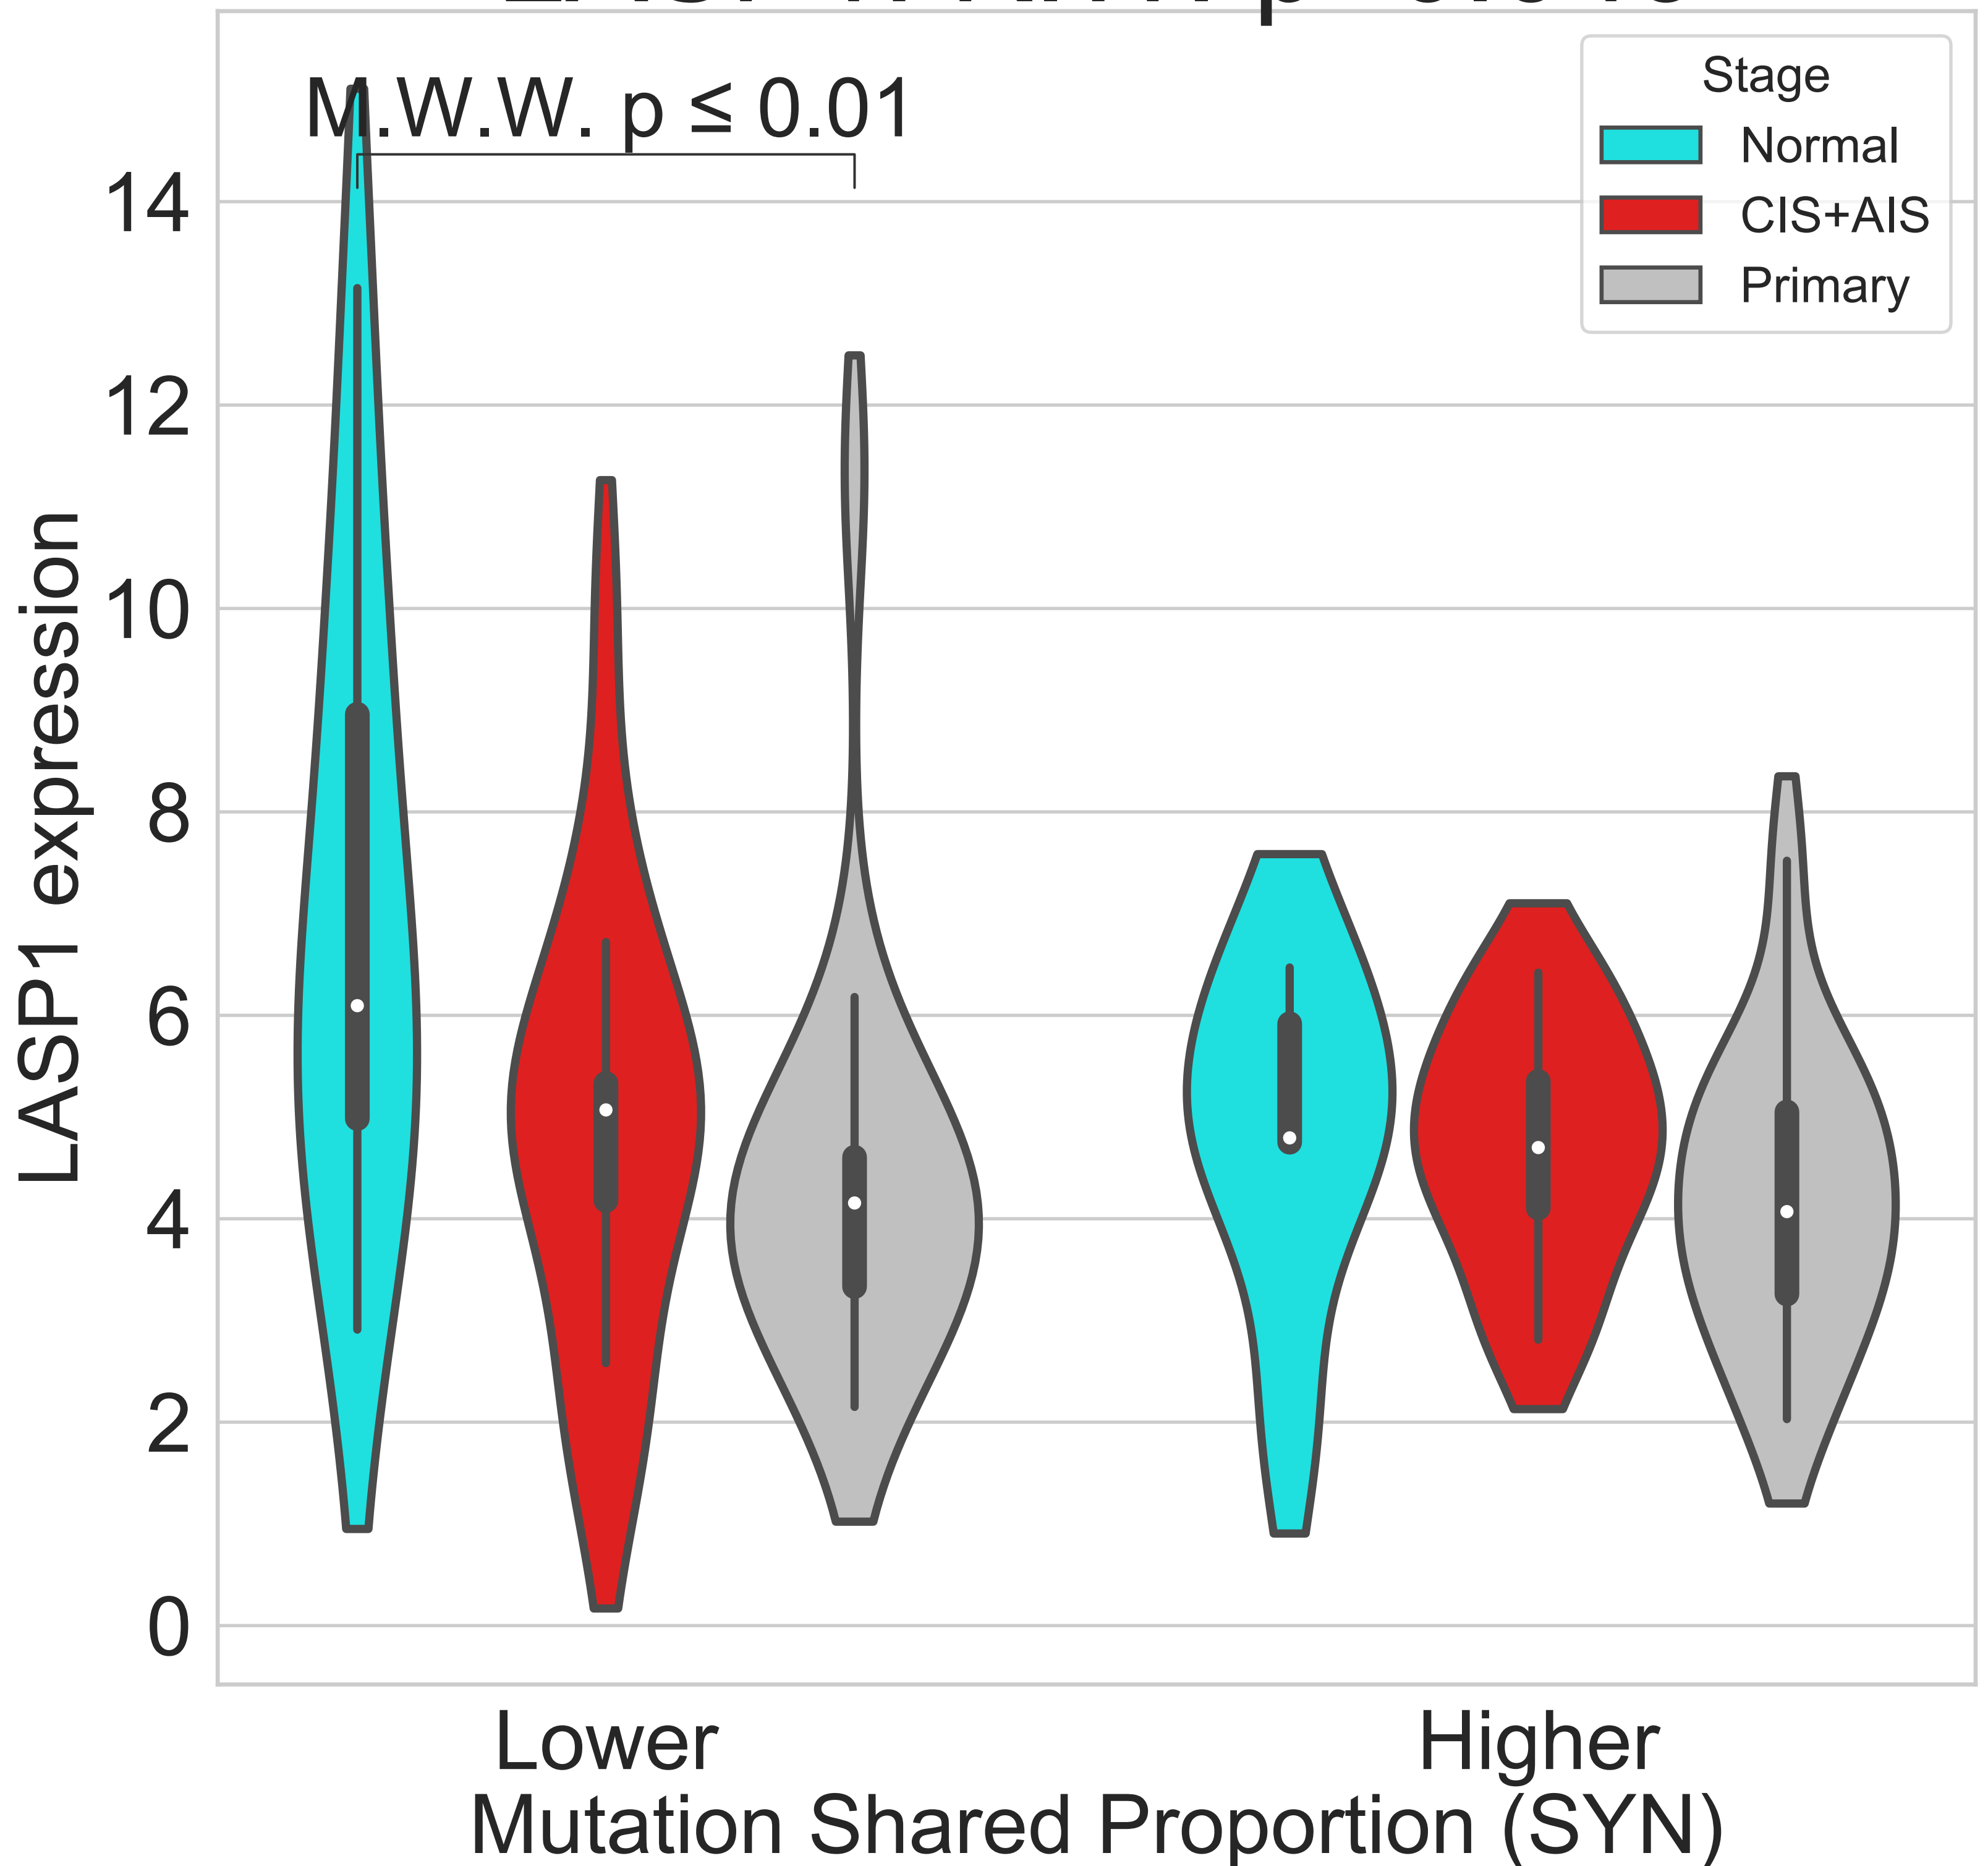 M.W.W. p ≤ 0.01
Stage
Normal
CIS+AIS
Primary
14
12
10
8
6
4
2
0
LASP1 expression
Lower
Higher
Mutation Shared Proportion (SYN)